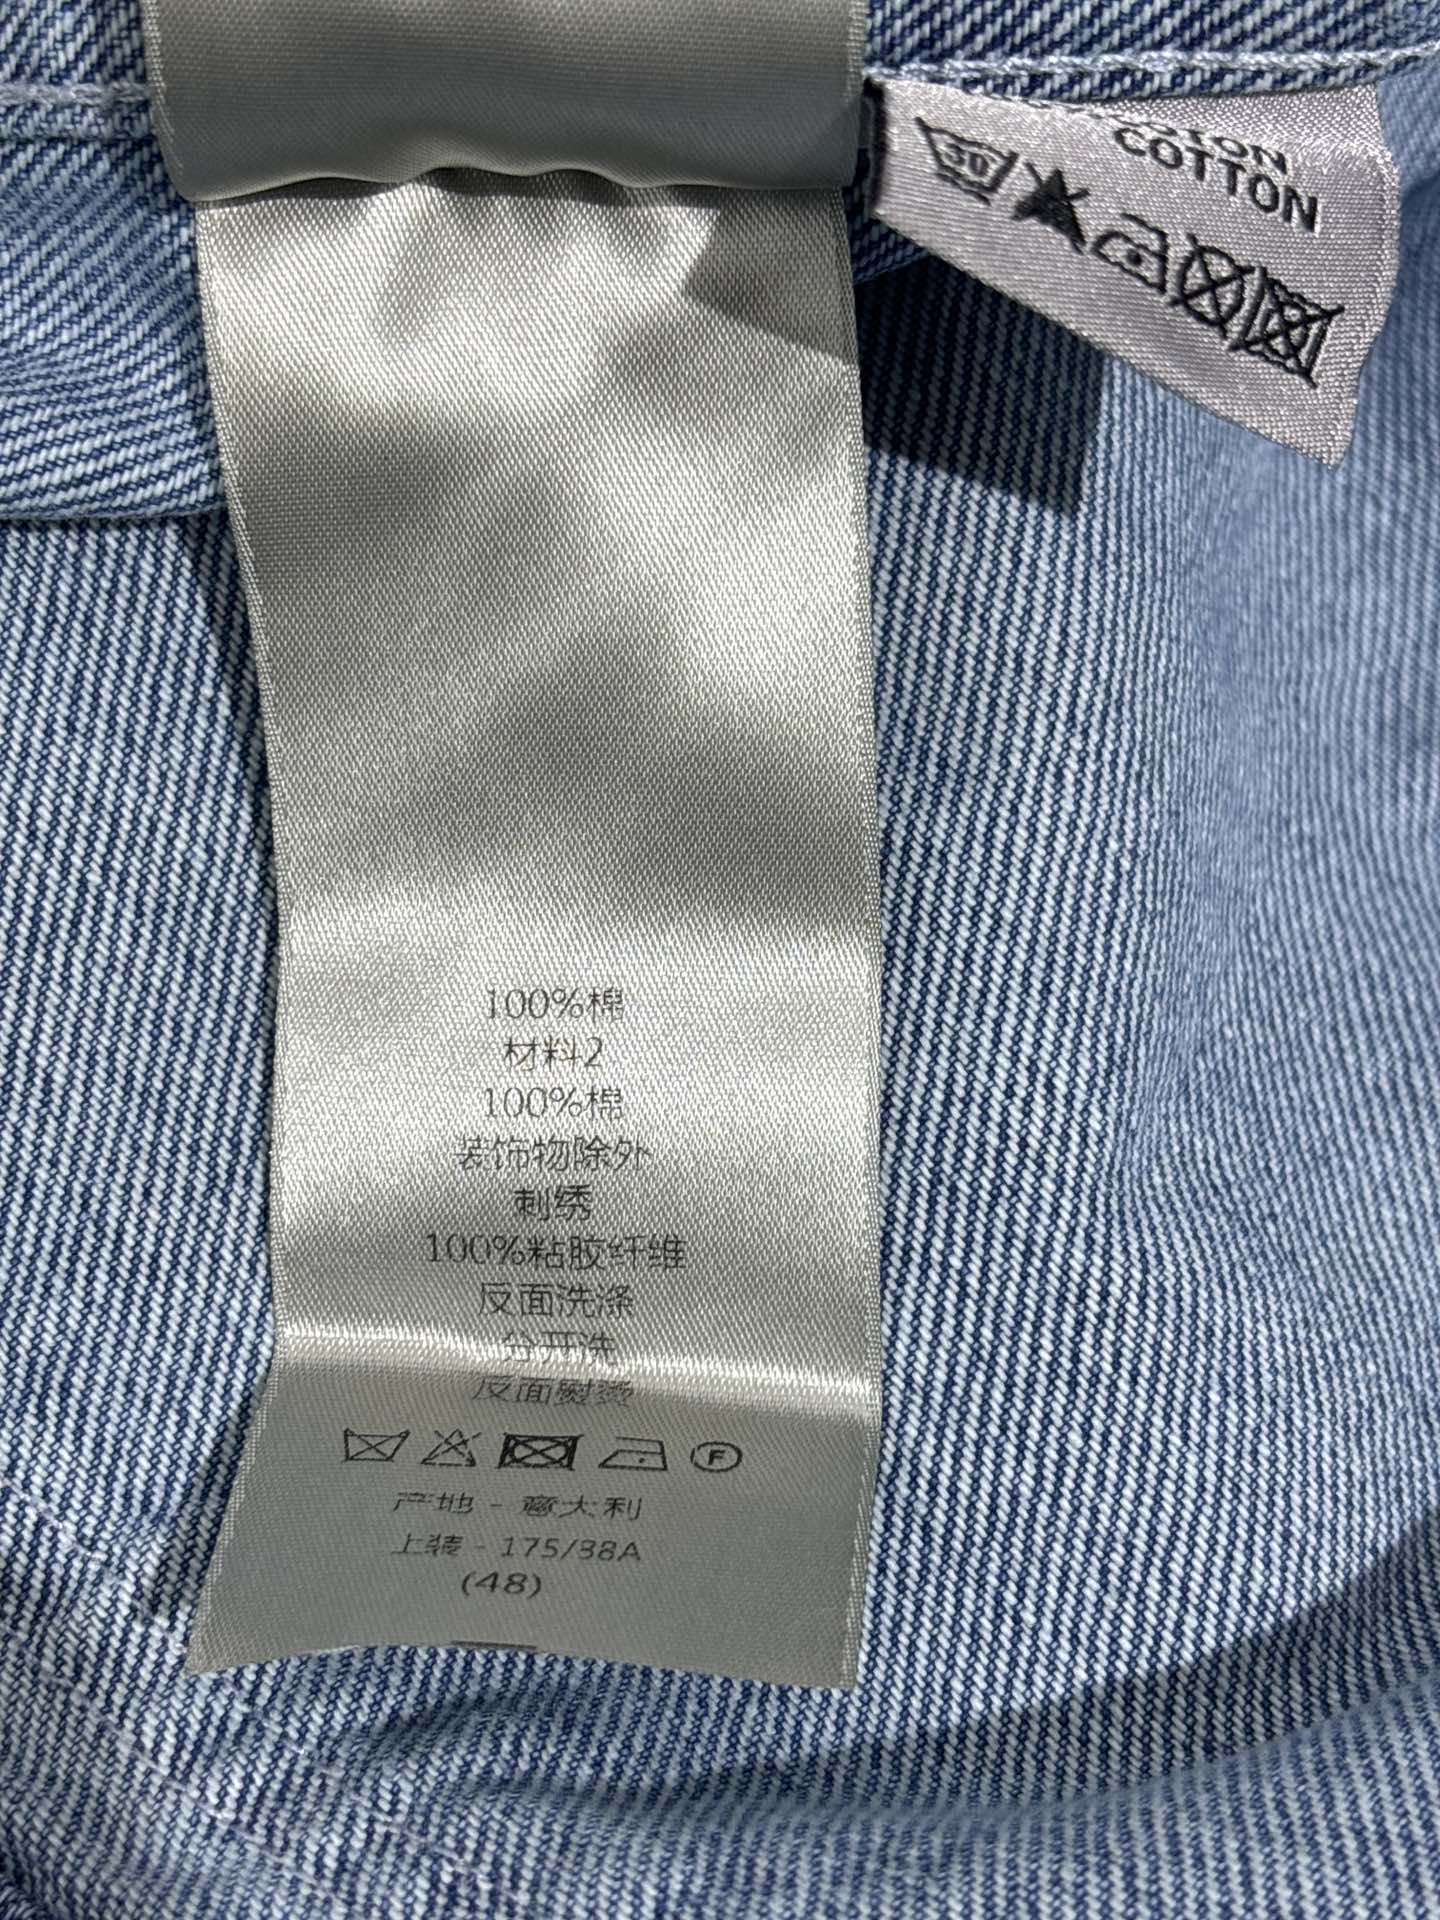 100%棉
材料2
100%棉
装饰物除外
刺绣
100%粘胶纤维
反面洗涤
分开洗
反面熨烫
F
产地 - 意大利
上装 - 175/88A
(48)
COTTON
30